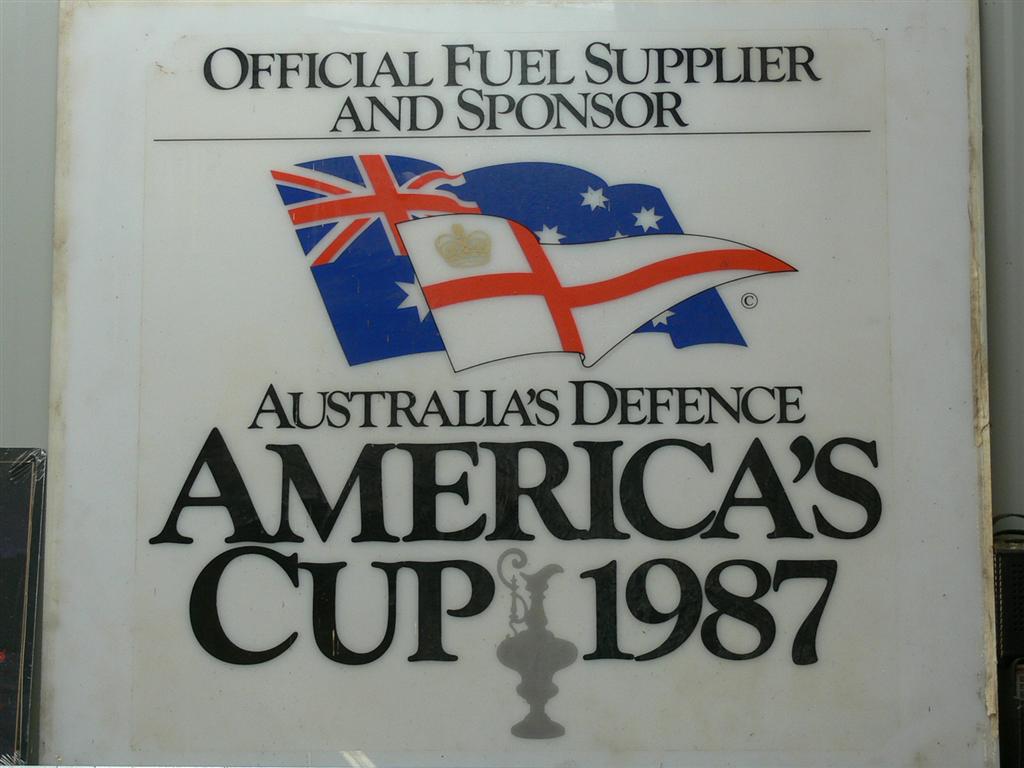 OFFICIAL FUEL SUPPLIER
AND SPONSOR
©
AUSTRALIA'S DEFENCE
AMERICA'S
CUP 1987